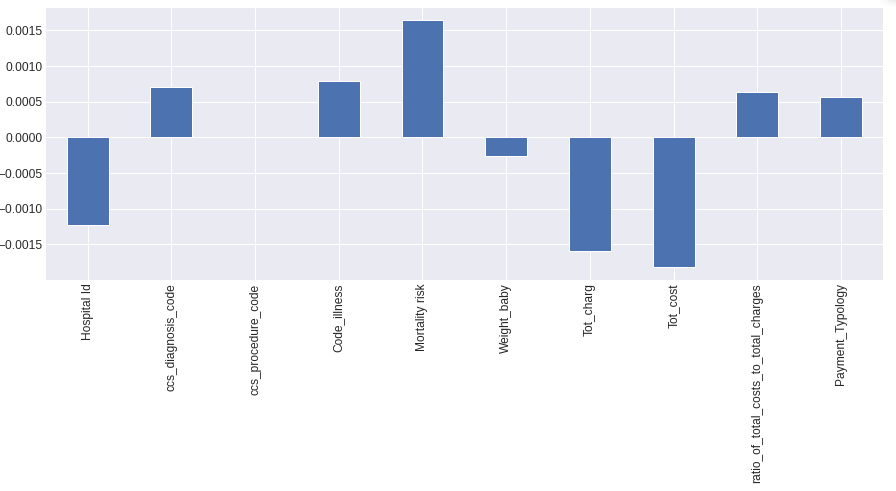 0.0015
0.0010
0.0005
0.0000
−0.0005
−0.0010
−0.0015
Hospital Id
ccs_diagnosis_code
ccs_procedure_code
Code_illness
Mortality risk
Weight_baby
Tot_charg
Tot_cost
ratio_of_total_costs_to_total_charges
Payment_Typology